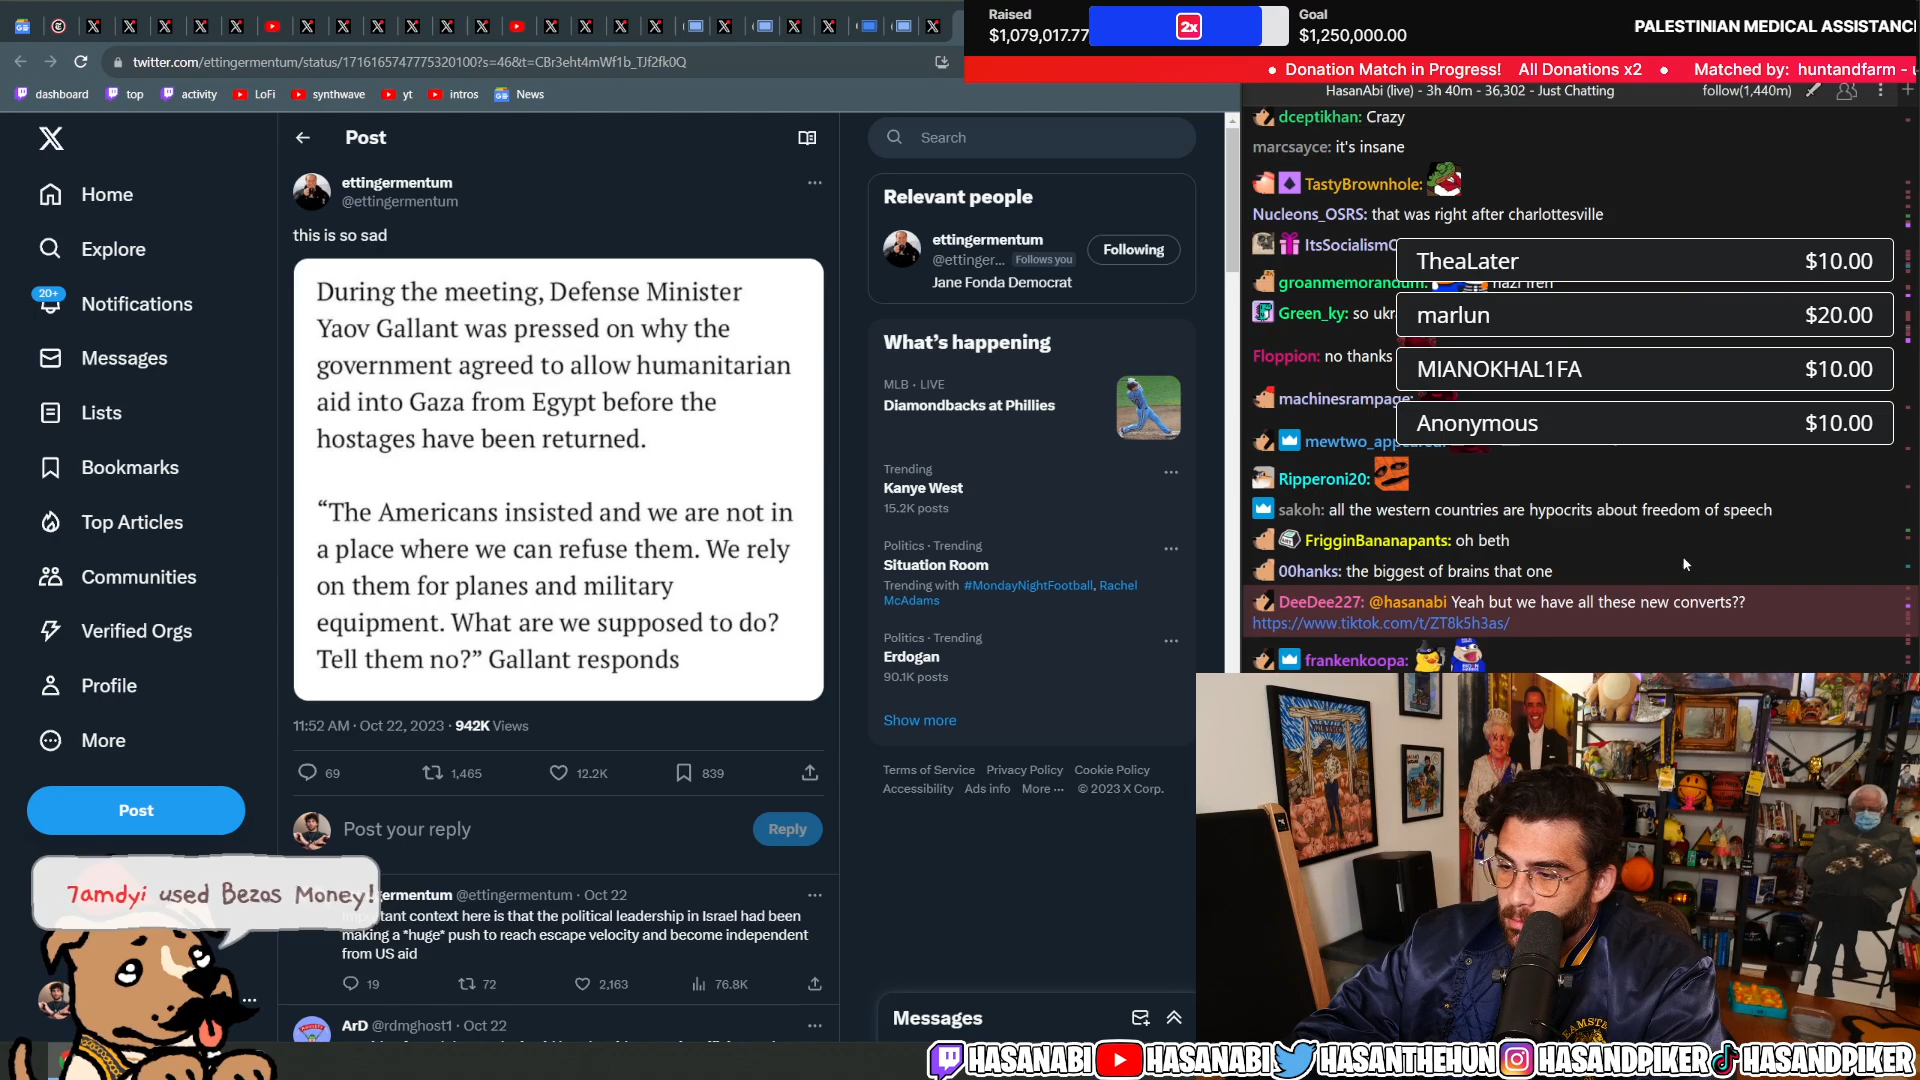 twitter.com/ettingermentum/status/1716165747775320100?s=46&t=CBr3eht4mWf1b_TJf2fk0Q
dashboard
top
activity
LoFi
synthwave
yt
intros
News
Raised
$1,079,017.77
2x
Goal
$1,250,000.00
PALESTINIAN MEDICAL ASSISTANC
• Donation Match in Progress! All Donations x2 • Matched by: huntandfarm -
HasanAbi (live) - 3h 40m - 36,302 - Just Chatting
follow(1,440m)
Home
Explore
20+
Notifications
Messages
Lists
Bookmarks
Top Articles
Communities
Verified Orgs
Profile
More
Post
7amdyi used Bezos Money!
Post
ettingermentum
@ettingermentum
this is so sad
During the meeting, Defense Minister
Yaov Gallant was pressed on why the
government agreed to allow humanitarian
aid into Gaza from Egypt before the
hostages have been returned.
“The Americans insisted and we are not in
a place where we can refuse them. We rely
on them for planes and military
equipment. What are we supposed to do?
Tell them no?” Gallant responds
11:52 AM · Oct 22, 2023 · 942K Views
69
1,465
12.2K
839
Post your reply
Reply
germentum @ettingermentum · Oct 22
Important context here is that the political leadership in Israel had been
making a *huge* push to reach escape velocity and become independent
from US aid
19
72
2,163
76.8K
ArD @rdmghost1 · Oct 22
Search
Relevant people
ettingermentum
@ettinger... Follows you
Following
Jane Fonda Democrat
What’s happening
MLB · LIVE
Diamondbacks at Phillies
Trending
Kanye West
15.2K posts
Politics · Trending
Situation Room
Trending with #MondayNightFootball, Rachel
McAdams
Politics · Trending
Erdogan
90.1K posts
Show more
Terms of Service Privacy Policy Cookie Policy
Accessibility Ads info More ··· © 2023 X Corp.
Messages
dceptikhan: Crazy
marcsayce: it's insane
TastyBrownhole:
Nucleons_OSRS: that was right after charlottesville
ItsSocialism
groanmemorandum: nazi fren
Green_ky: so ukr
Floppion: no thanks
machinesrampage:
mewtwo_appeared:
Ripperoni20:
sakoh: all the western countries are hypocrits about freedom of speech
FrigginBananapants: oh beth
00hanks: the biggest of brains that one
DeeDee227: @hasanabi Yeah but we have all these new converts??
https://www.tiktok.com/t/ZT8k5h3as/
frankenkoopa:
TheaLater $10.00
marlun $20.00
MIANOKHAL1FA $10.00
Anonymous $10.00
HASANABI HASANABI HASANTHEHUN HASANDPIKER HASANDPIKER